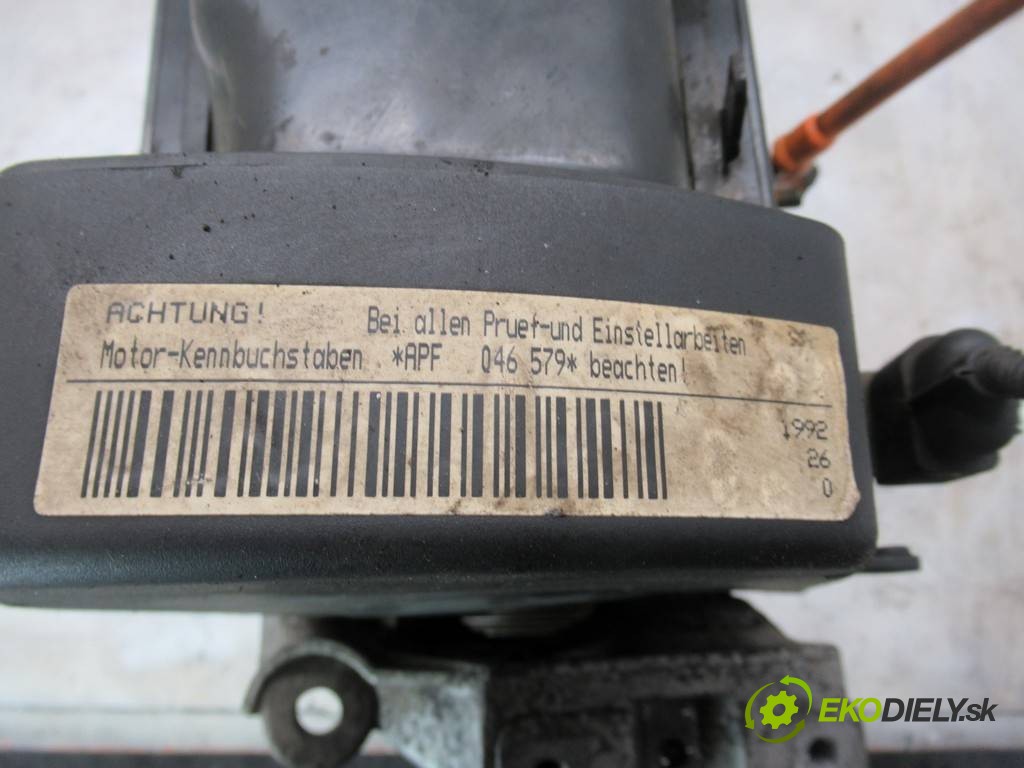 ACHTUNG! Bei allen Pruef-und Einstellarbeiten
Motor-Kennbuchstaben *APF 046 579* beachten!
1992
26
0
EKODIELY.sk